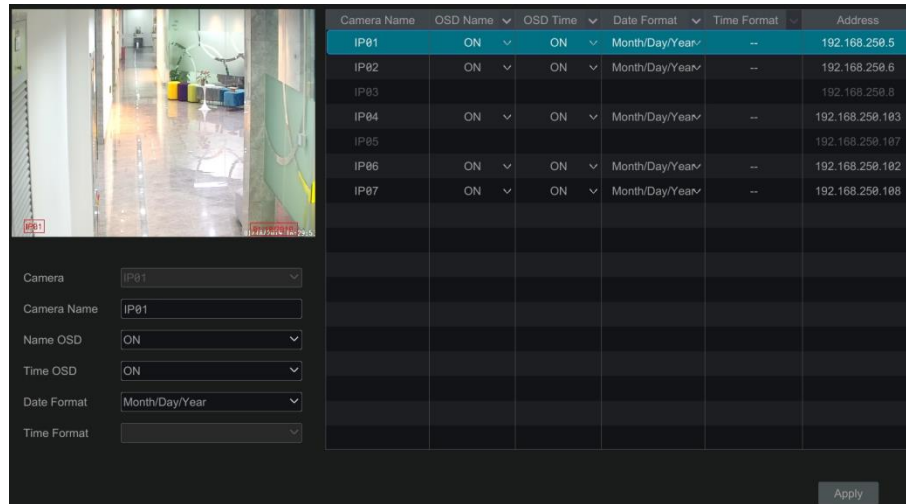 Camera Name OSD Name OSD Time Date Format Time Format Address
IP01 ON ON Month/Day/Year -- 192.168.250.5
IP02 ON ON Month/Day/Year -- 192.168.250.6
IP03 192.168.250.8
IP04 ON ON Month/Day/Year -- 192.168.250.103
IP05 192.168.250.107
IP06 ON ON Month/Day/Year -- 192.168.250.102
IP07 ON ON Month/Day/Year -- 192.168.250.108
IP01
Camera IP01
Camera Name IP01
Name OSD ON
Time OSD ON
Date Format Month/Day/Year
Time Format
Apply